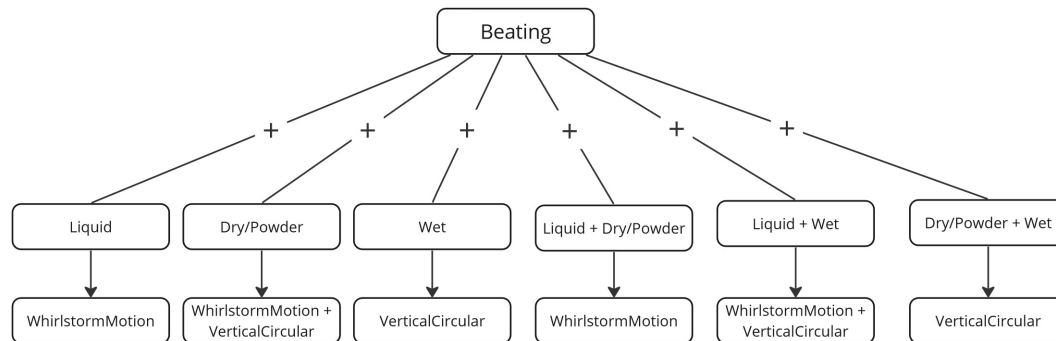 Beating
+ + + + + +
Liquid
Dry/Powder
Wet
Liquid + Dry/Powder
Liquid + Wet
Dry/Powder + Wet
WhirlstormMotion
WhirlstormMotion +
VerticalCircular
VerticalCircular
WhirlstormMotion
WhirlstormMotion +
VerticalCircular
VerticalCircular